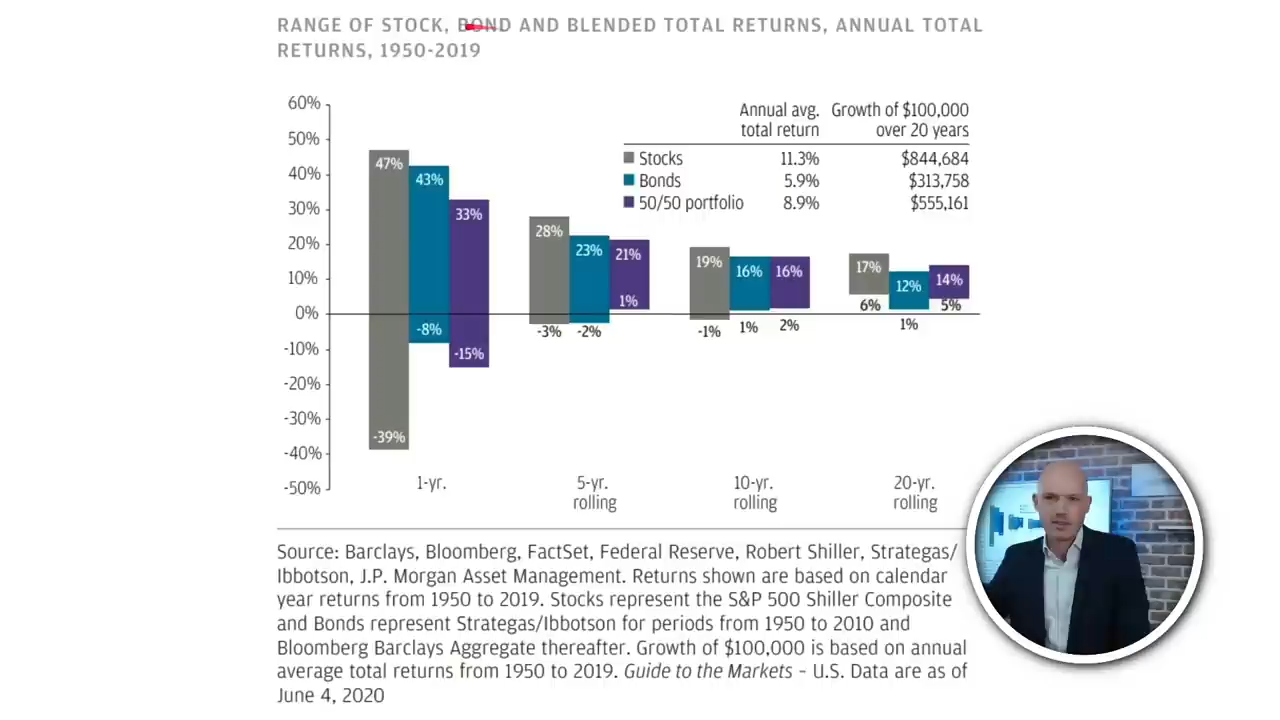 RANGE OF STOCK, BOND AND BLENDED TOTAL RETURNS, ANNUAL TOTAL
RETURNS, 1950-2019
60%
50%
40%
30%
20%
10%
0%
-10%
-20%
-30%
-40%
-50%
Annual avg. Growth of $100,000
total return over 20 years
Stocks 11.3% $844,684
Bonds 5.9% $313,758
50/50 portfolio 8.9% $555,161
47% 43% 33%
-39% -8% -15%
28% 23% 21%
-3% -2% 1%
19% 16% 16%
-1% 1% 2%
17% 12% 14%
6% 1% 5%
1-yr. 5-yr. 10-yr. 20-yr.
rolling rolling rolling
Source: Barclays, Bloomberg, FactSet, Federal Reserve, Robert Shiller, Strategas/
Ibbotson, J.P. Morgan Asset Management. Returns shown are based on calendar
year returns from 1950 to 2019. Stocks represent the S&P 500 Shiller Composite
and Bonds represent Strategas/Ibbotson for periods from 1950 to 2010 and
Bloomberg Barclays Aggregate thereafter. Growth of $100,000 is based on annual
average total returns from 1950 to 2019. Guide to the Markets – U.S. Data are as of
June 4, 2020